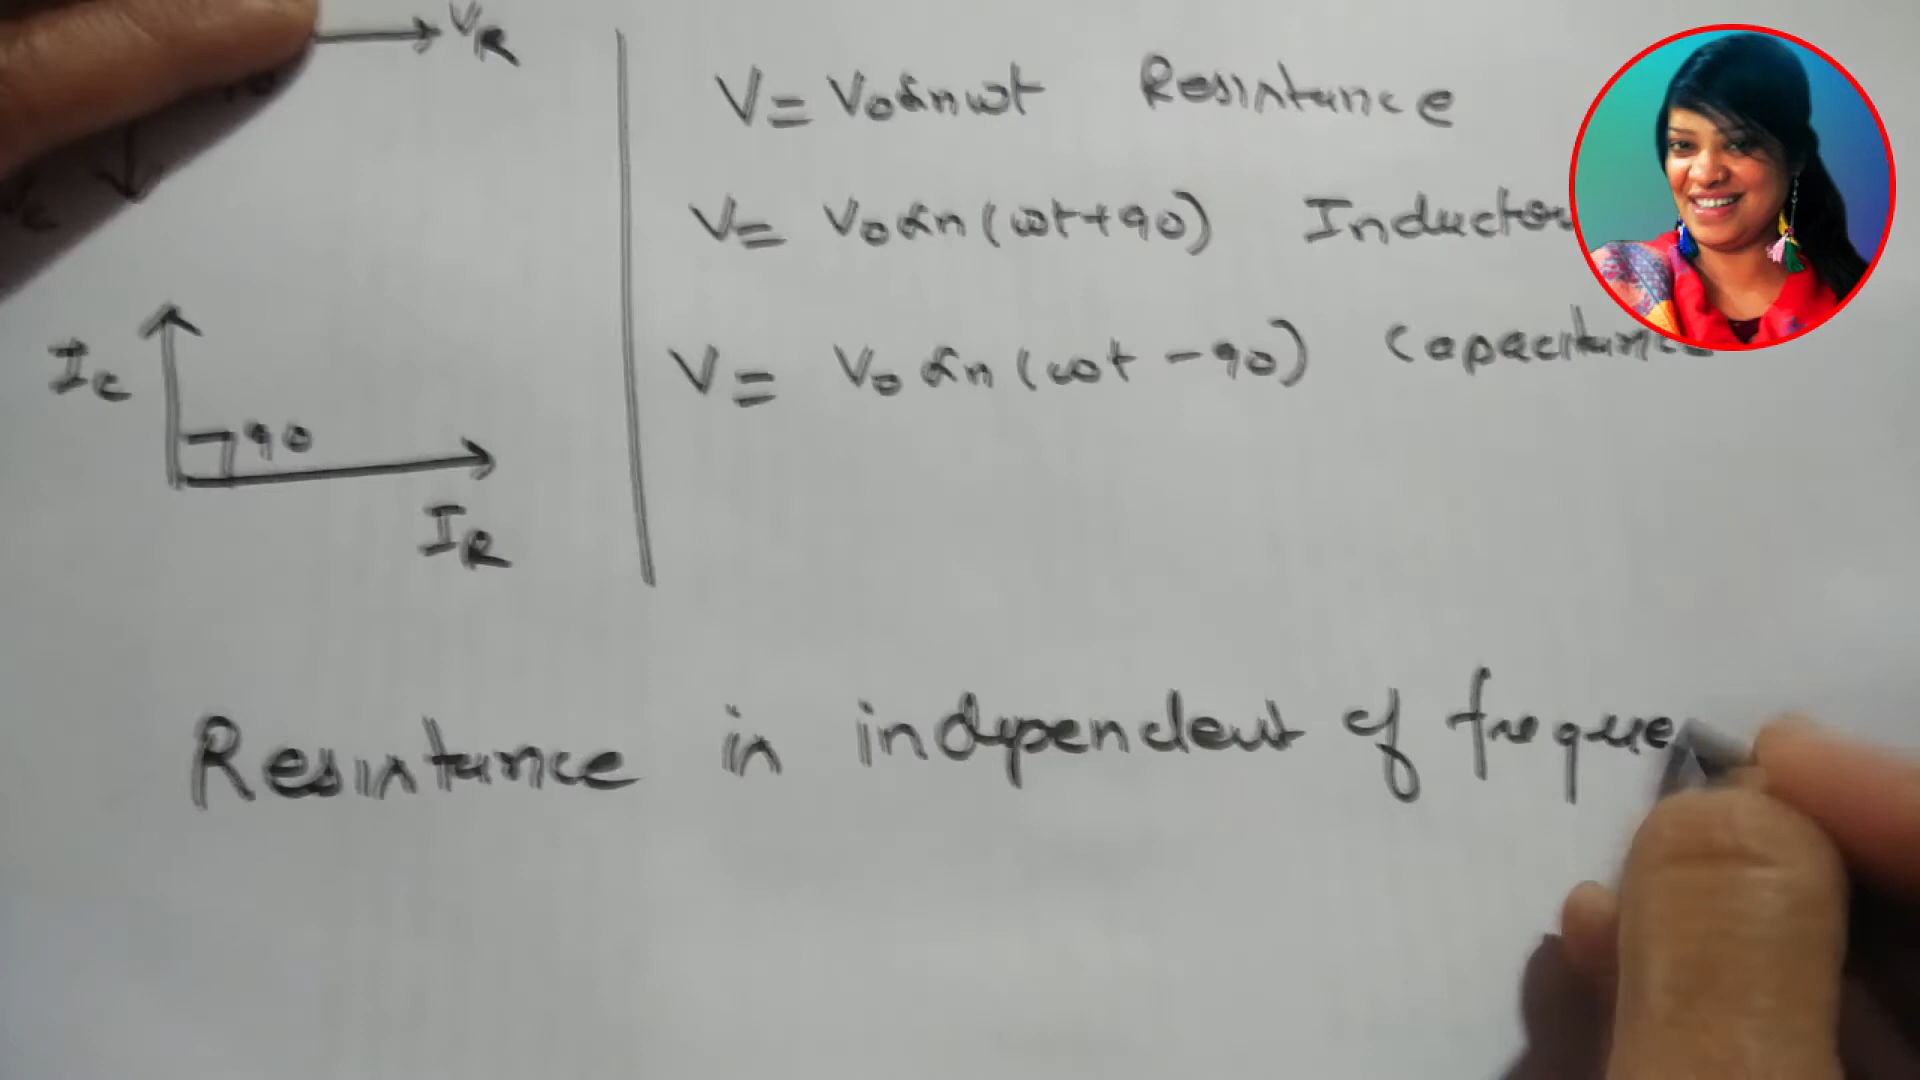 VR
V = V0 sin ωt Resistance
V = V0 sin (ωt + 90) Inductor
V = V0 sin (ωt - 90) Capacitance
Ic
90
IR
Resistance is independent of freque